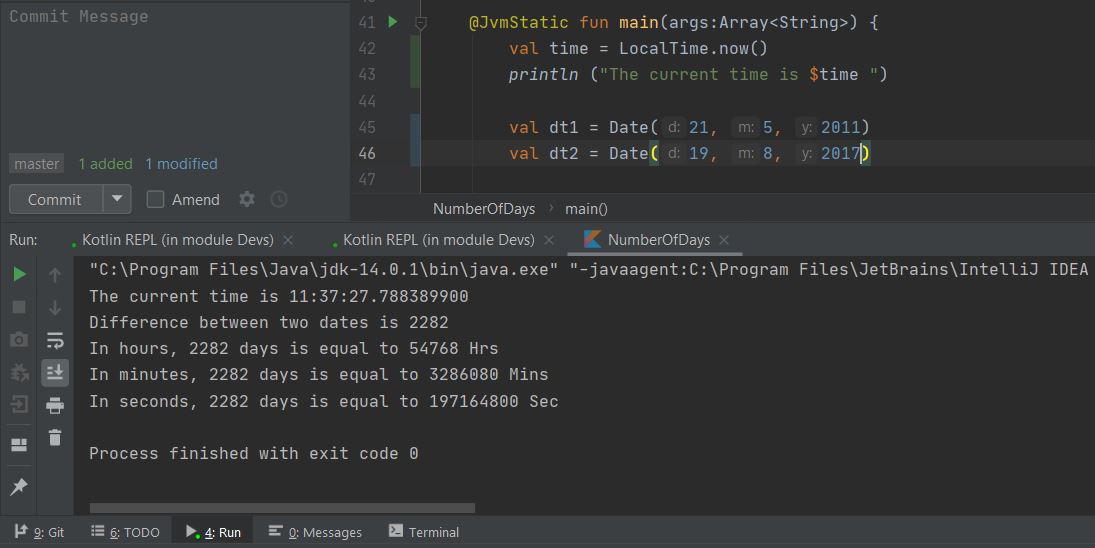 Commit Message
master 1 added 1 modified
Commit Amend
41 @JvmStatic fun main(args:Array<String>) {
42 val time = LocalTime.now()
43 println ("The current time is $time ")
44
45 val dt1 = Date( d: 21, m: 5, y: 2011)
46 val dt2 = Date( d: 19, m: 8, y: 2017)
47
NumberOfDays > main()
Run: Kotlin REPL (in module Devs) × Kotlin REPL (in module Devs) × NumberOfDays ×
"C:\Program Files\Java\jdk-14.0.1\bin\java.exe" "-javaagent:C:\Program Files\JetBrains\IntelliJ IDEA
The current time is 11:37:27.788389900
Difference between two dates is 2282
In hours, 2282 days is equal to 54768 Hrs
In minutes, 2282 days is equal to 3286080 Mins
In seconds, 2282 days is equal to 197164800 Sec
Process finished with exit code 0
9: Git 6: TODO 4: Run 0: Messages Terminal